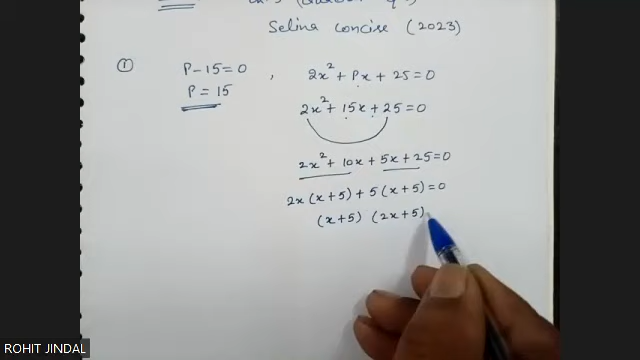 Selina concise (2023)
① P-15=0 , 2x² + Px + 25 = 0
P = 15
2x² + 15x + 25 = 0
2x² + 10x + 5x + 25 = 0
2x (x+5) + 5 (x+5) = 0
(x+5) (2x+5)
ROHIT JINDAL